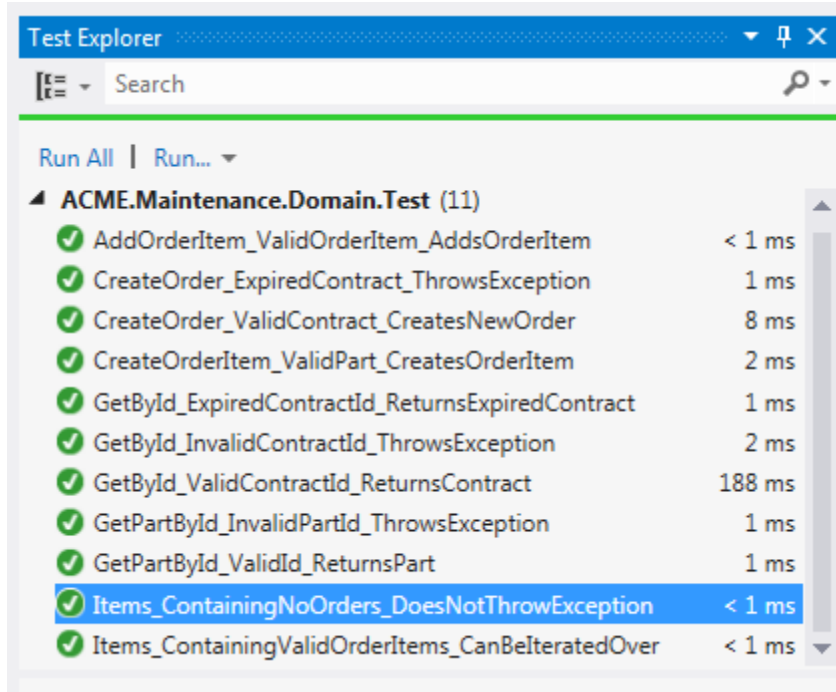 Test Explorer
Search
Run All | Run...
ACME.Maintenance.Domain.Test (11)
AddOrderItem_ValidOrderItem_AddsOrderItem < 1 ms
CreateOrder_ExpiredContract_ThrowsException 1 ms
CreateOrder_ValidContract_CreatesNewOrder 8 ms
CreateOrderItem_ValidPart_CreatesOrderItem 2 ms
GetById_ExpiredContractId_ReturnsExpiredContract 1 ms
GetById_InvalidContractId_ThrowsException 2 ms
GetById_ValidContractId_ReturnsContract 188 ms
GetPartById_InvalidPartId_ThrowsException 1 ms
GetPartById_ValidId_ReturnsPart 1 ms
Items_ContainingNoOrders_DoesNotThrowException < 1 ms
Items_ContainingValidOrderItems_CanBeIteratedOver < 1 ms